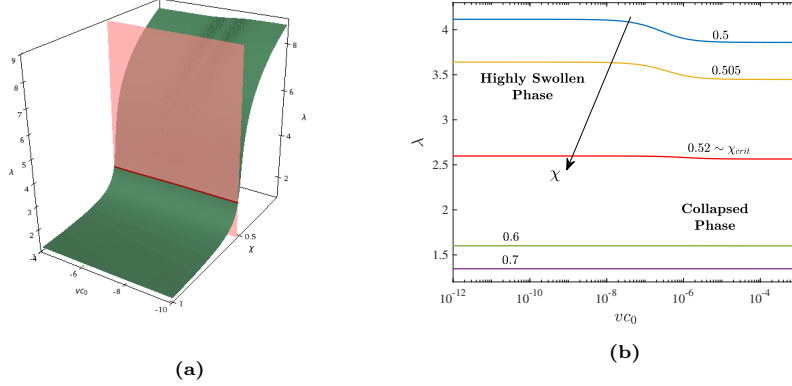 9
8
7
6
5
4
3
2
λ
-4
-6
-8
-10
vc₀
1
0.5
χ
8
6
4
2
λ
(a)
4
3.5
3
2.5
2
1.5
λ
0.5
0.505
Highly Swollen
Phase
0.52 ∼ χcrit
χ
Collapsed
Phase
0.6
0.7
10⁻¹² 10⁻¹⁰ 10⁻⁸ 10⁻⁶ 10⁻⁴
vc₀
(b)